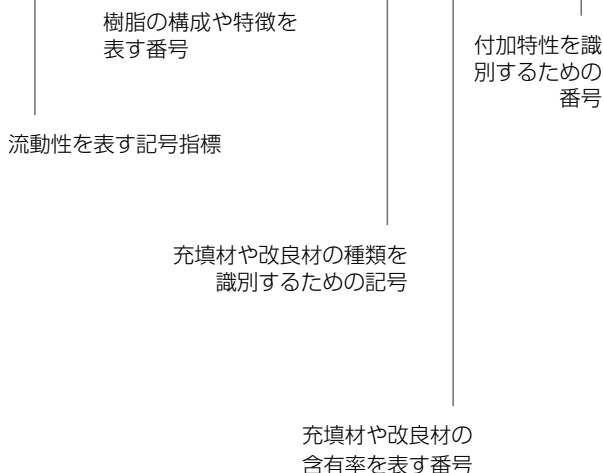 樹脂の構成や特徴を
表す番号
付加特性を識
別するための
番号
流動性を表す記号指標
充填材や改良材の種類を
識別するための記号
充填材や改良材の
含有率を表す番号